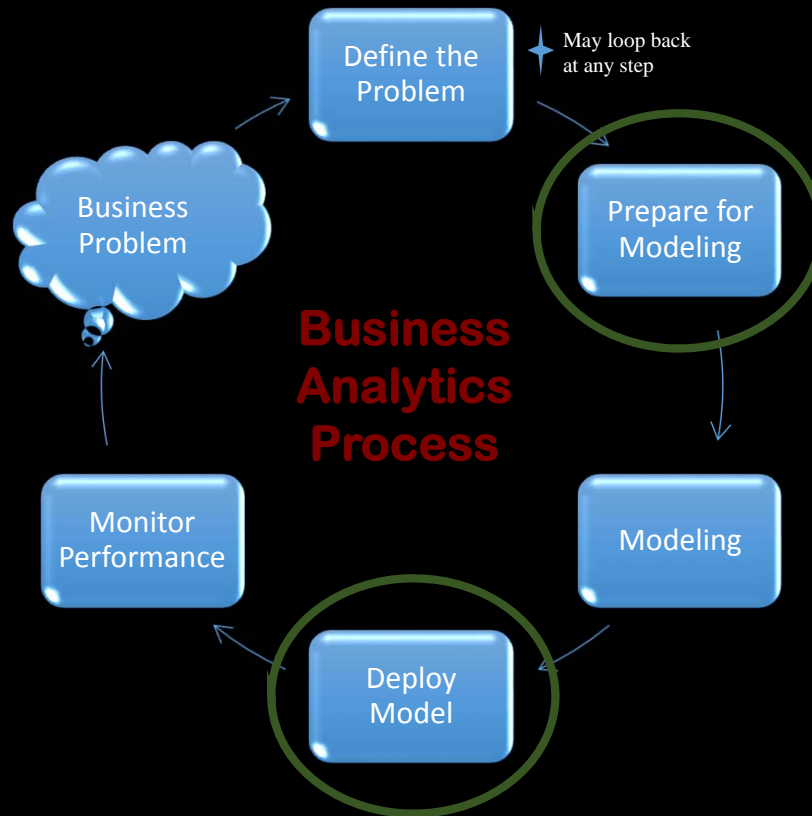 Define the
Problem
May loop back
at any step
Business
Problem
Prepare for
Modeling
Business
Analytics
Process
Monitor
Performance
Modeling
Deploy
Model